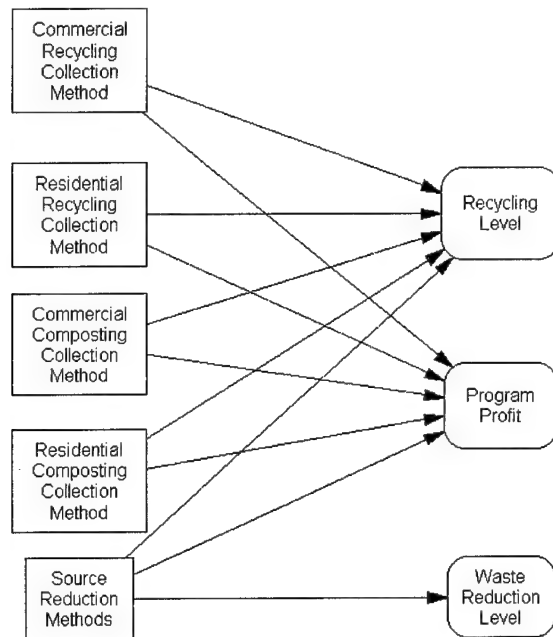 Commercial
Recycling
Collection
Method
Residential
Recycling
Collection
Method
Commercial
Composting
Collection
Method
Residential
Composting
Collection
Method
Source
Reduction
Methods
Recycling
Level
Program
Profit
Waste
Reduction
Level